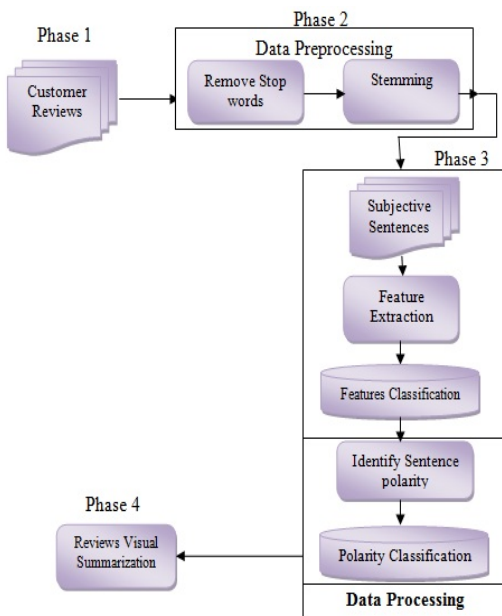 Phase 1
Customer
Reviews
Phase 2
Data Preprocessing
Remove Stop
words
Stemming
Phase 3
Subjective
Sentences
Feature
Extraction
Features Classification
Identify Sentence
polarity
Polarity Classification
Data Processing
Phase 4
Reviews Visual
Summarization